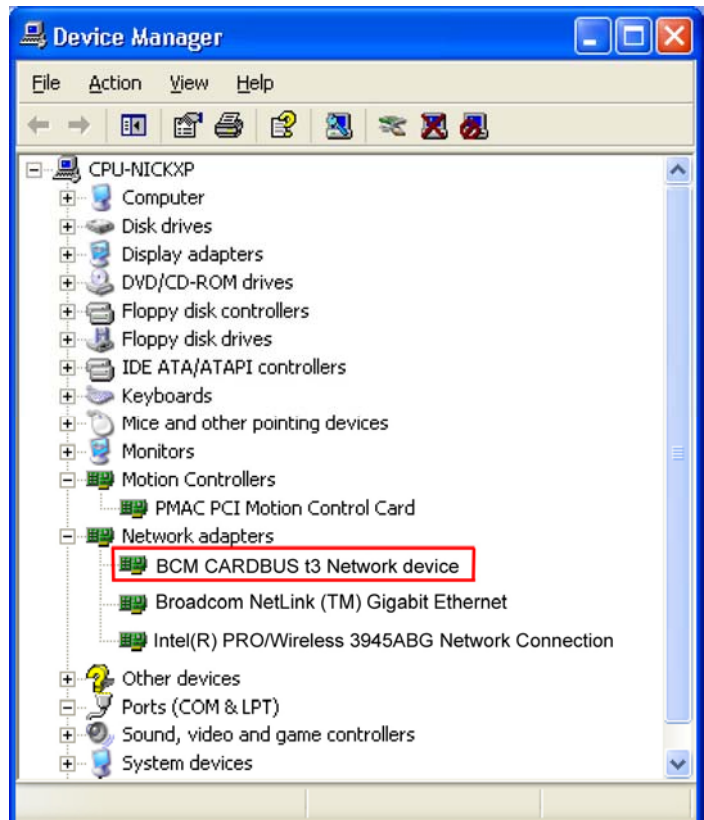 Device Manager
File Action View Help
CPU-NICKXP
Computer
Disk drives
Display adapters
DVD/CD-ROM drives
Floppy disk controllers
Floppy disk drives
IDE ATA/ATAPI controllers
Keyboards
Mice and other pointing devices
Monitors
Motion Controllers
PMAC PCI Motion Control Card
Network adapters
BCM CARDBUS t3 Network device
Broadcom NetLink (TM) Gigabit Ethernet
Intel(R) PRO/Wireless 3945ABG Network Connection
Other devices
Ports (COM & LPT)
Sound, video and game controllers
System devices